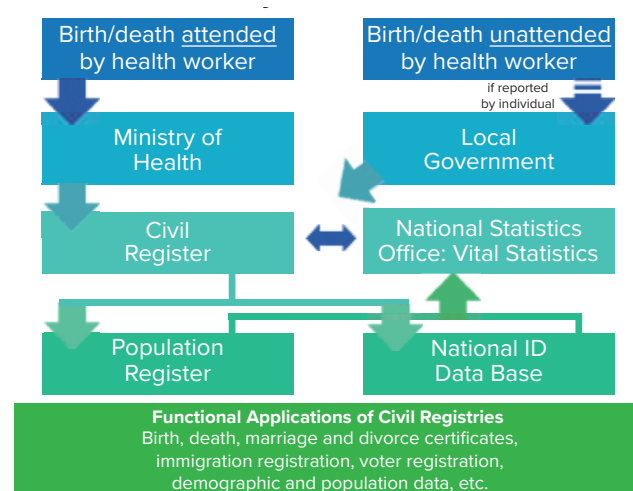 Birth/death attended
by health worker
Birth/death unattended
by health worker
if reported
by individual
Ministry of
Health
Local
Government
Civil
Register
National Statistics
Office: Vital Statistics
Population
Register
National ID
Data Base
Functional Applications of Civil Registries
Birth, death, marriage and divorce certificates,
immigration registration, voter registration,
demographic and population data, etc.